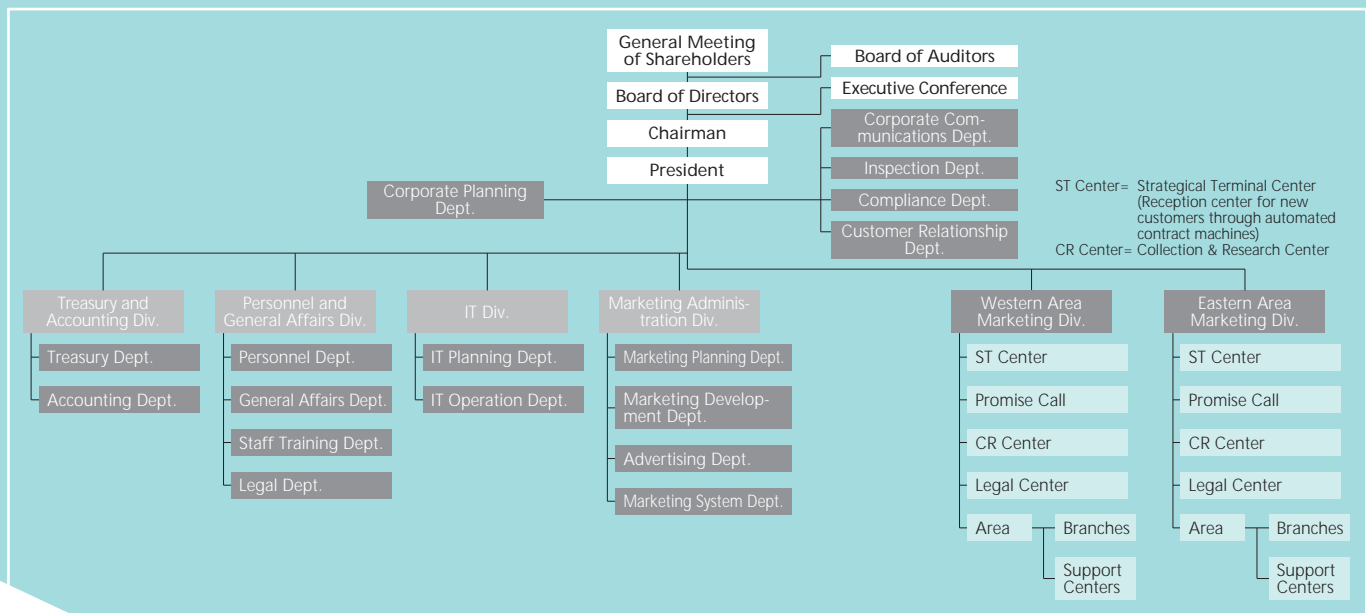 General Meeting
of Shareholders
Board of Auditors
Board of Directors
Executive Conference
Chairman
Corporate Com-
munications Dept.
President
Inspection Dept.
Corporate Planning
Dept.
Compliance Dept.
Customer Relationship
Dept.
ST Center= Strategical Terminal Center
(Reception center for new
customers through automated
contract machines)
CR Center= Collection & Research Center
Treasury and
Accounting Div.
Treasury Dept.
Accounting Dept.
Personnel and
General Affairs Div.
Personnel Dept.
General Affairs Dept.
Staff Training Dept.
Legal Dept.
IT Div.
IT Planning Dept.
IT Operation Dept.
Marketing Adminis-
tration Div.
Marketing Planning Dept.
Marketing Develop-
ment Dept.
Advertising Dept.
Marketing System Dept.
Western Area
Marketing Div.
ST Center
Promise Call
CR Center
Legal Center
Area
Branches
Support
Centers
Eastern Area
Marketing Div.
ST Center
Promise Call
CR Center
Legal Center
Area
Branches
Support
Centers